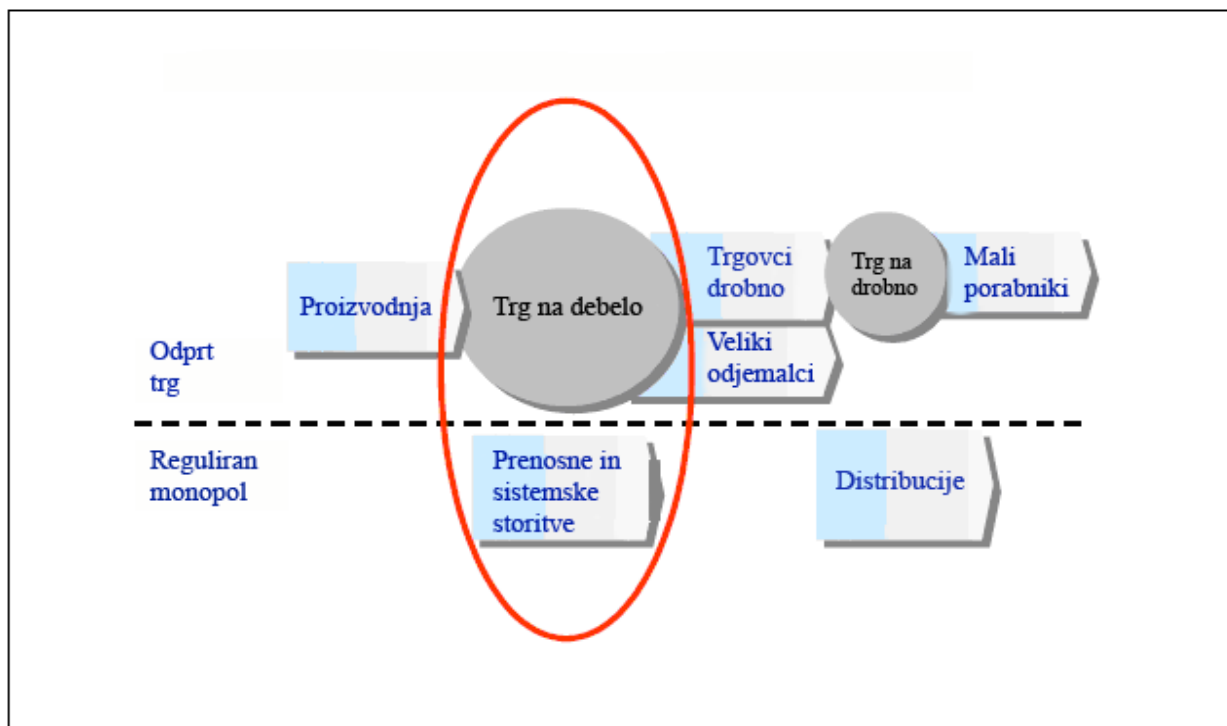 Proizvodnja
Trg na debelo
Trgovci
drobno
Trg na
drobno
Mali
porabniki
Veliki
odjemalci
Odprt
trg
Reguliran
monopol
Prenosne in
sistemske
storitve
Distribucije